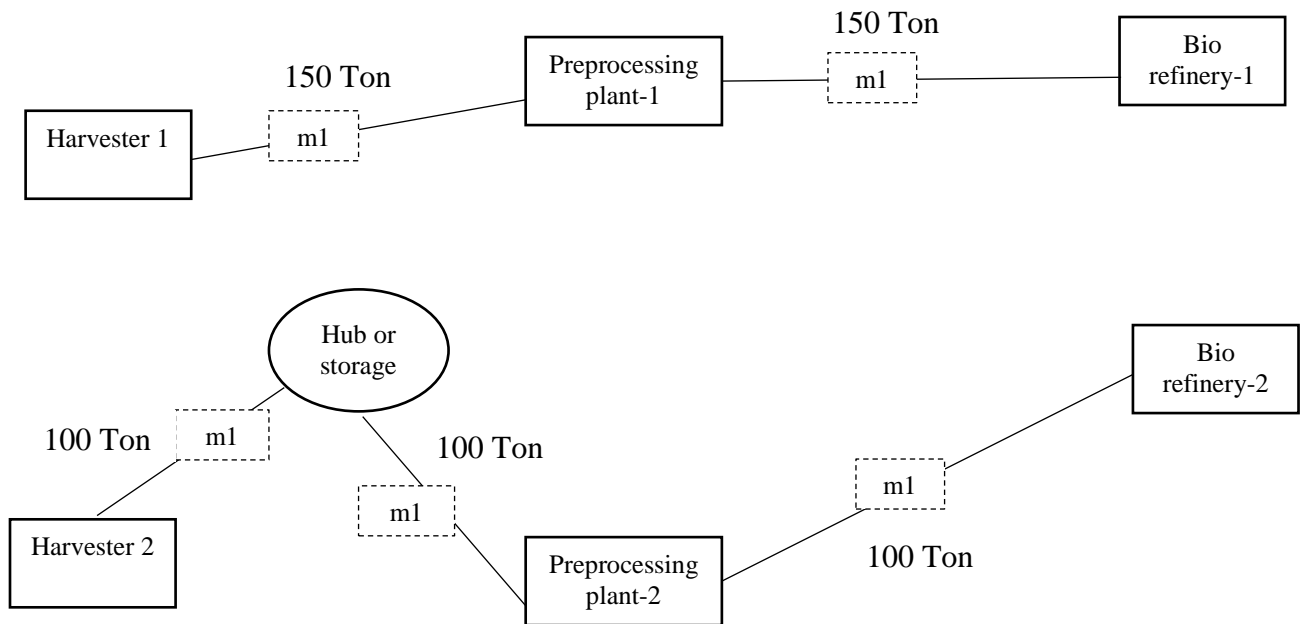 150 Ton
Bio
refinery-1
Preprocessing
plant-1
m1
150 Ton
m1
Harvester 1
Hub or
storage
Bio
refinery-2
100 Ton
m1
100 Ton
m1
m1
Harvester 2
Preprocessing
plant-2
100 Ton